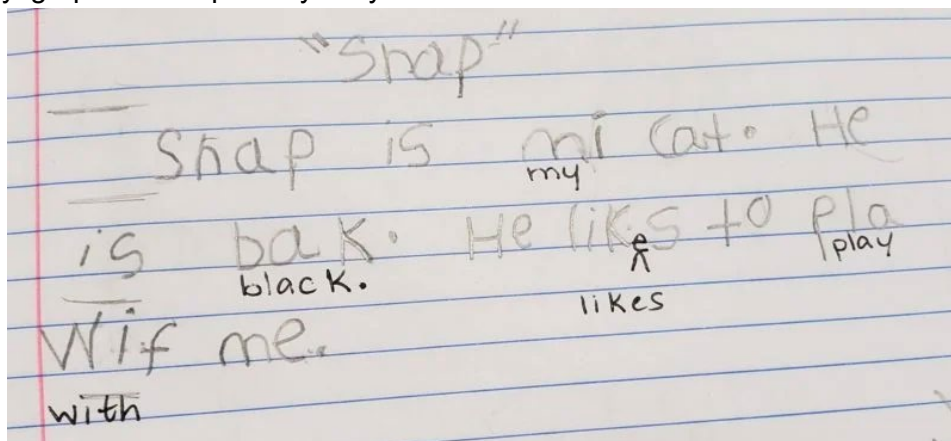 "Snap"
Snap is mi cat. He
my
is bak. He liks to pla
e
black. likes play
Wif me.
with